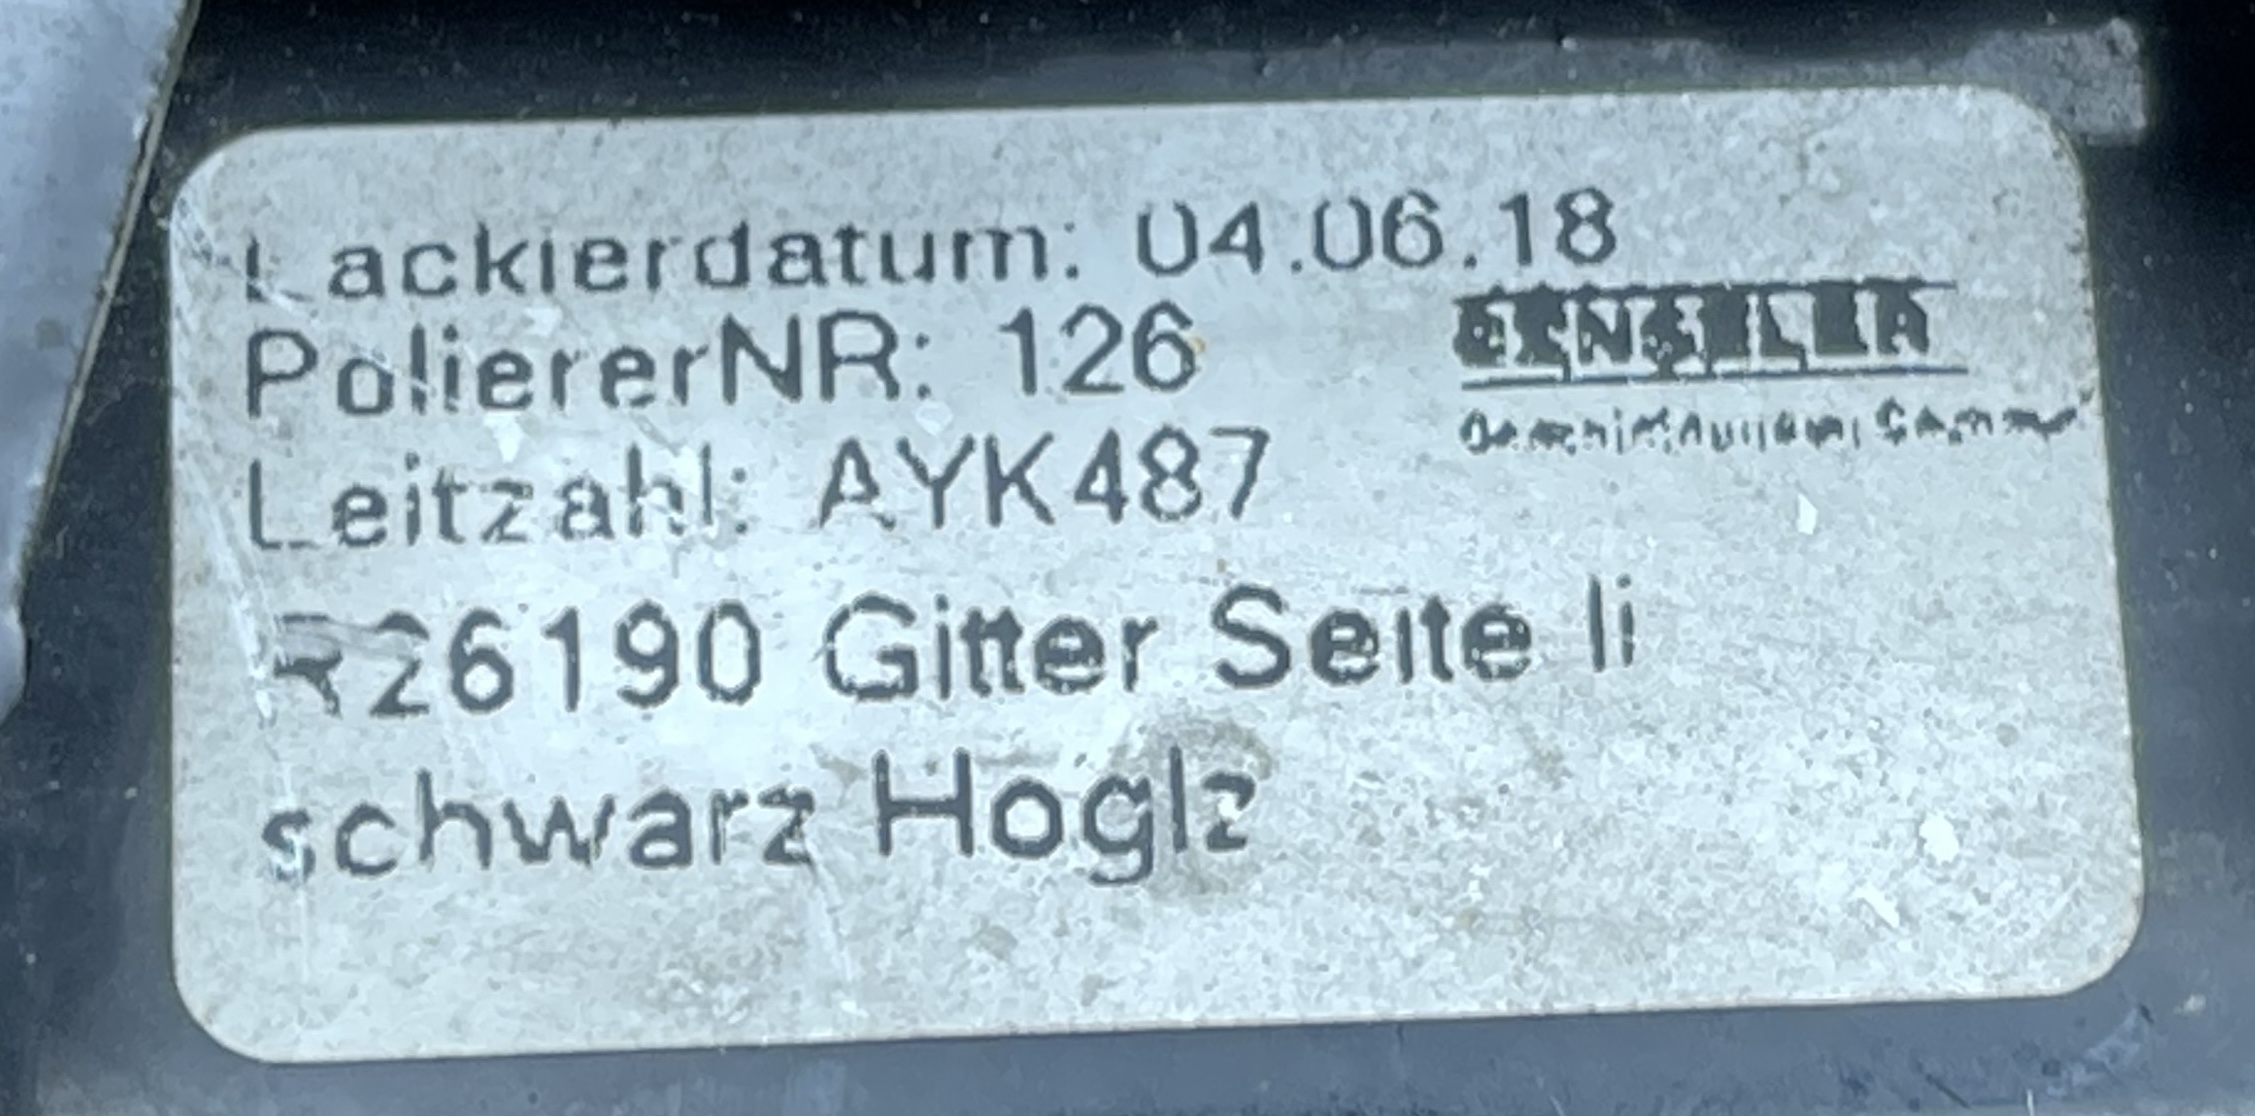 Lackierdatum: 04.06.18
PoliererNR: 126
Leitzahl: AYK487
R26190 Gitter Seite li
schwarz Hoglz